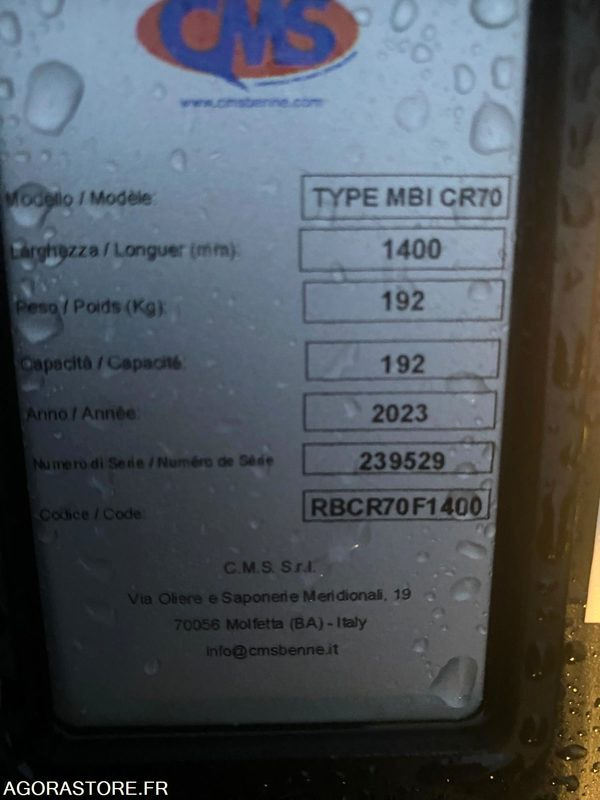 CMS
www.cmsbenne.com
Modello / Modèle: TYPE MBI CR70
Larghezza / Longuer (mm): 1400
Peso / Poids (Kg): 192
Capacità / Capacité: 192
Anno / Année: 2023
Numero di Serie / Numéro de Série 239529
Codice / Code: RBCR70F1400
C.M.S. S.r.l.
Via Oliere e Saponerie Meridionali, 19
70056 Molfetta (BA) - Italy
info@cmsbenne.it
AGORASTORE.FR